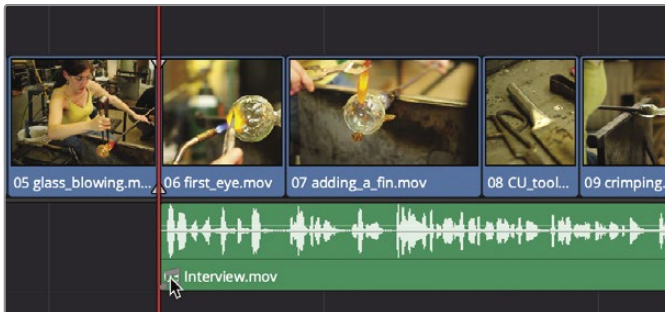 05 glass_blowing.m...
06 first_eye.mov
07 adding_a_fin.mov
08 CU_tool...
09 crimping.
Interview.mov